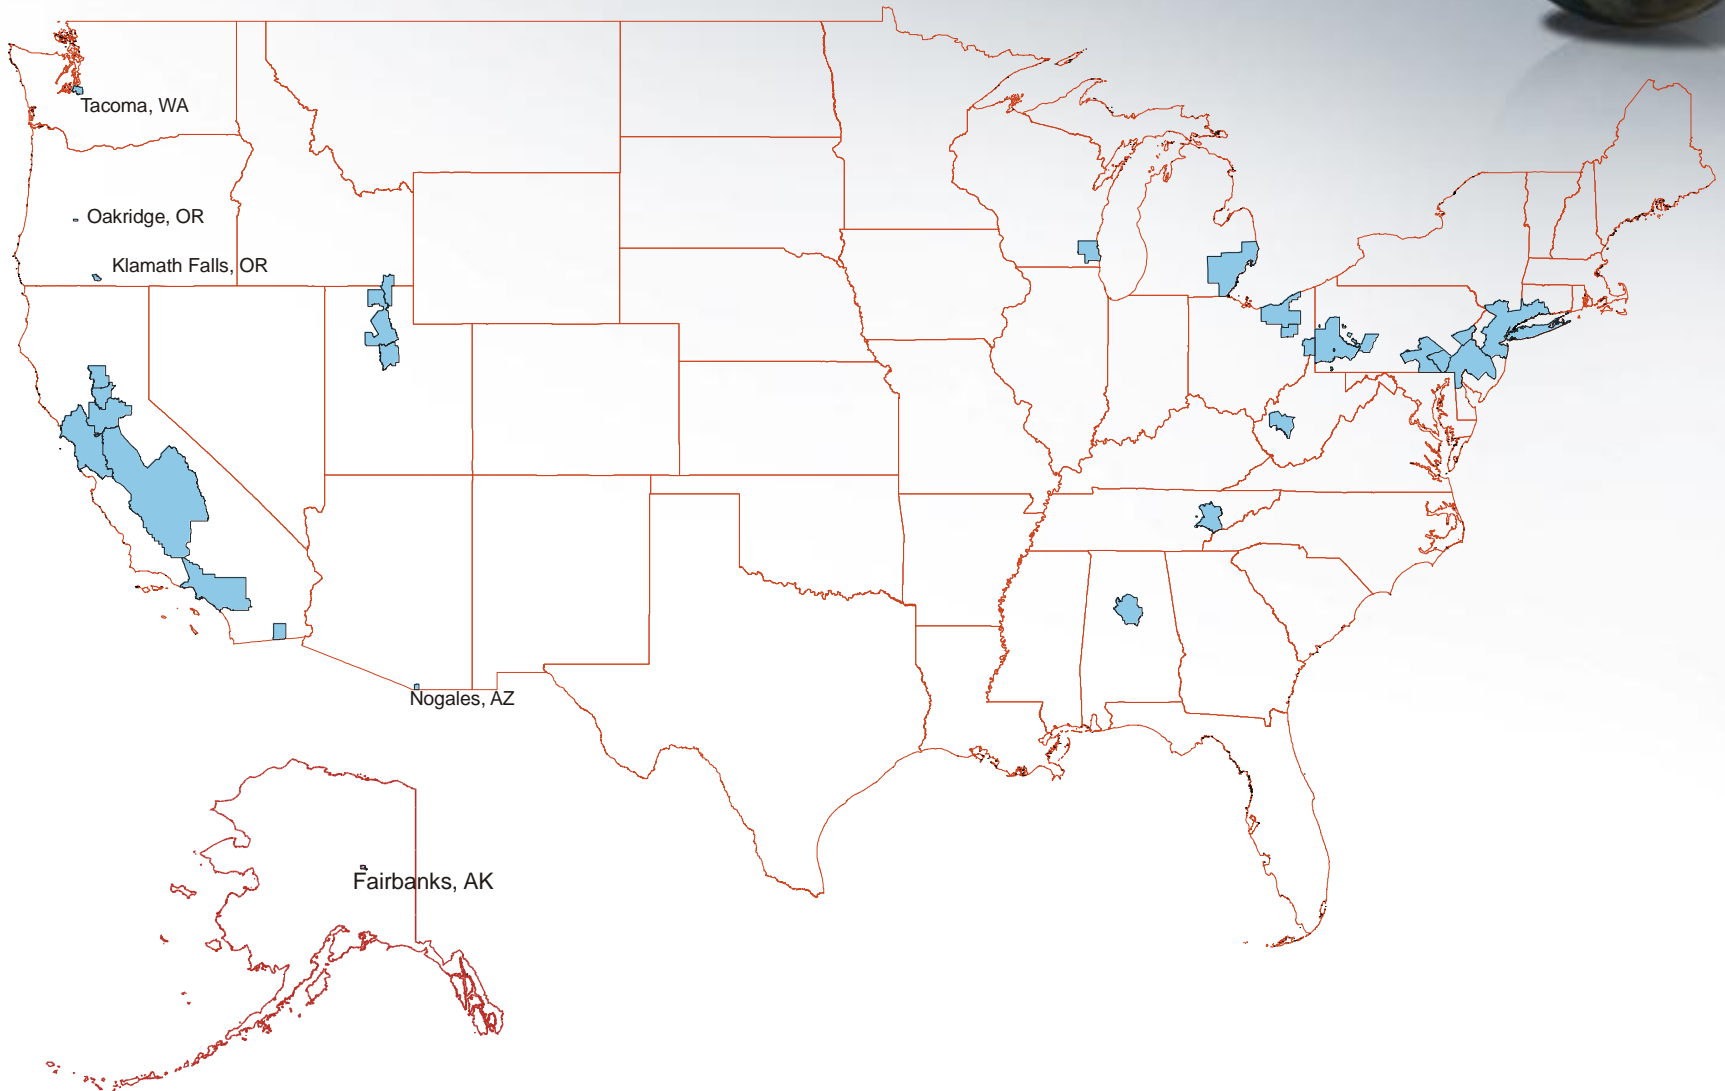 Tacoma, WA
Oakridge, OR
Klamath Falls, OR
Nogales, AZ
Fairbanks, AK